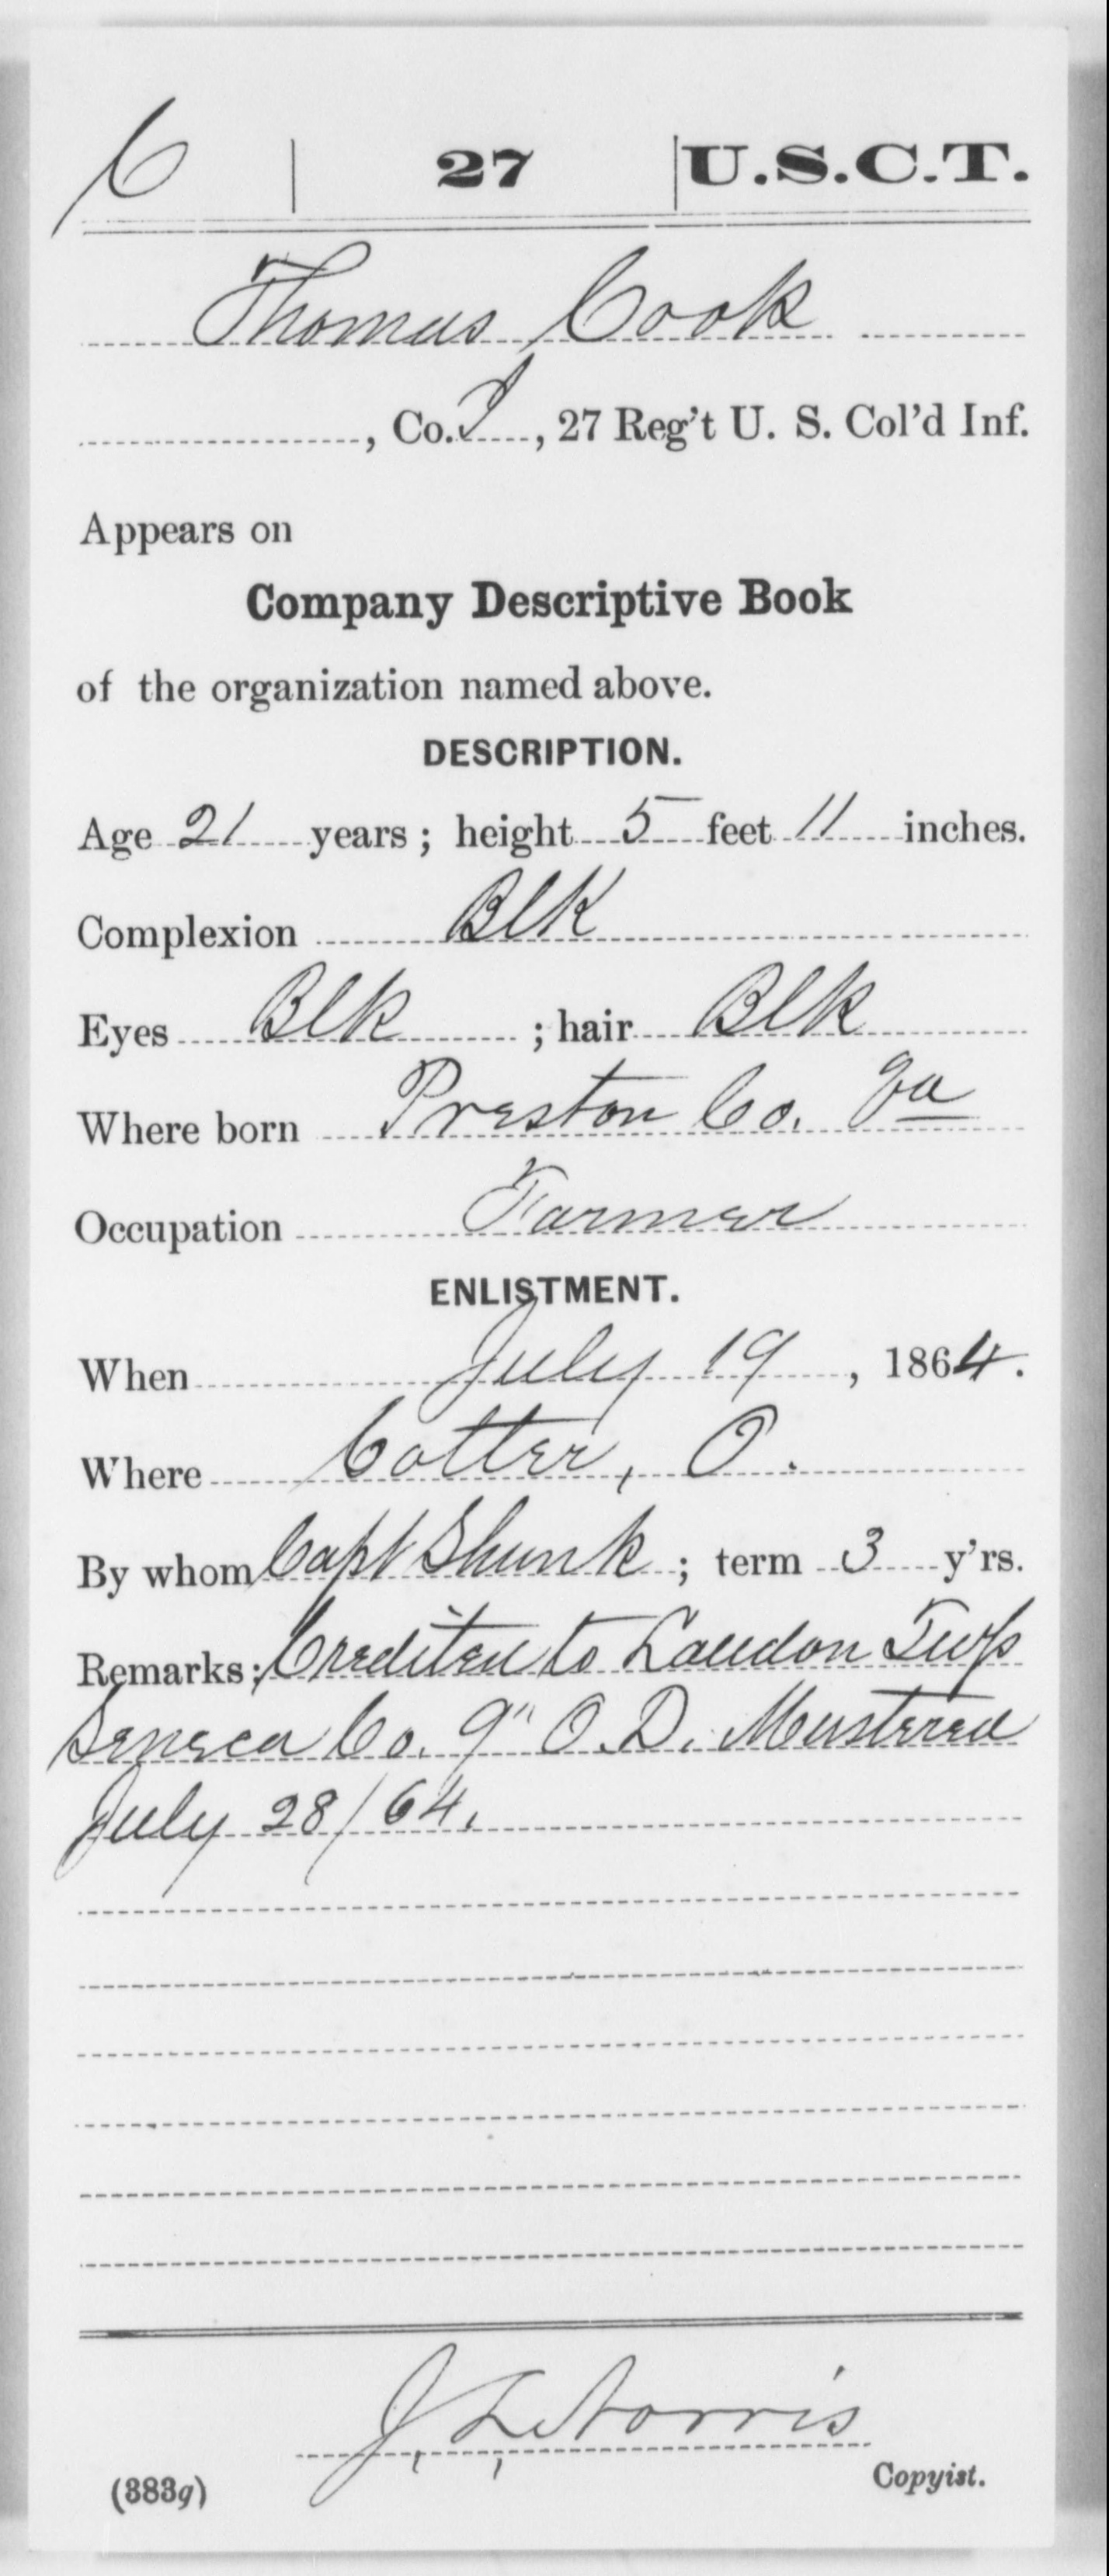 C | 27 | U.S.C.T.
Thomas Cook
, Co. I, 27 Reg't U. S. Col'd Inf.
Appears on
Company Descriptive Book
of the organization named above.
DESCRIPTION.
Age 21 years; height 5 feet 11 inches.
Complexion Blk
Eyes Blk; hair Blk
Where born Preston Co. Va
Occupation Farmer
ENLISTMENT.
When July 19, 1864.
Where Cotter, O.
By whom Capt Shunk; term 3 y'rs.
Remarks: Credited to Loudon Twp
Seneca Co. 9" O.D. Mustered
July 28/64.
J. L. Norris
(383g) Copyist.